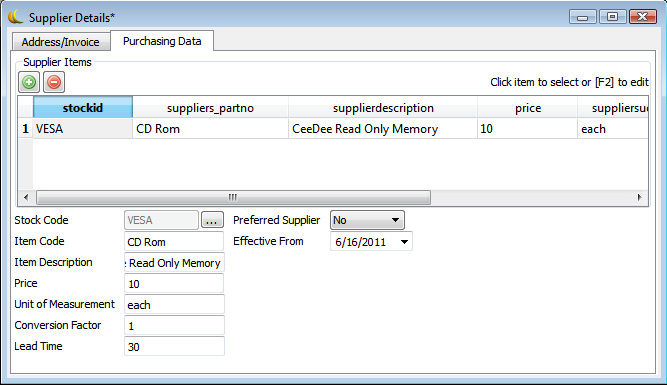 Supplier Details*
Address/Invoice Purchasing Data
Supplier Items
Click item to select or [F2] to edit
stockid suppliers_partno supplierdescription price suppliersuo
1 VESA CD Rom CeeDee Read Only Memory 10 each
Stock Code VESA ... Preferred Supplier No
Item Code CD Rom Effective From 6/16/2011
Item Description e Read Only Memory
Price 10
Unit of Measurement each
Conversion Factor 1
Lead Time 30